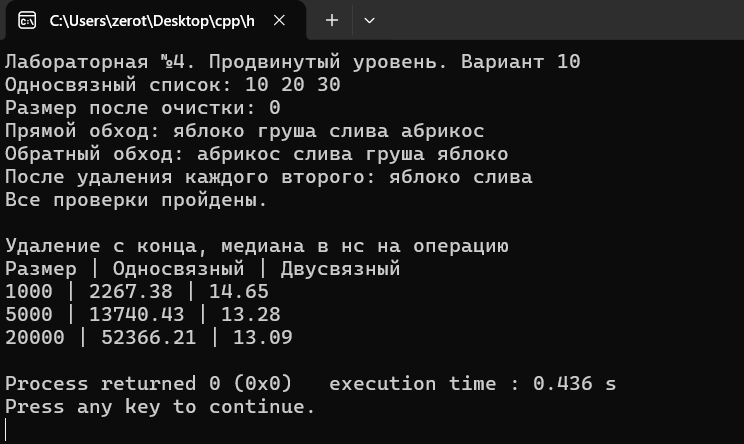 C:\Users\zerot\Desktop\cpp\h
Лабораторная №4. Продвинутый уровень. Вариант 10
Односвязный список: 10 20 30
Размер после очистки: 0
Прямой обход: яблоко груша слива абрикос
Обратный обход: абрикос слива груша яблоко
После удаления каждого второго: яблоко слива
Все проверки пройдены.
Удаление с конца, медиана в нс на операцию
Размер | Односвязный | Двусвязный
1000 | 2267.38 | 14.65
5000 | 13740.43 | 13.28
20000 | 52366.21 | 13.09
Process returned 0 (0x0)   execution time : 0.436 s
Press any key to continue.